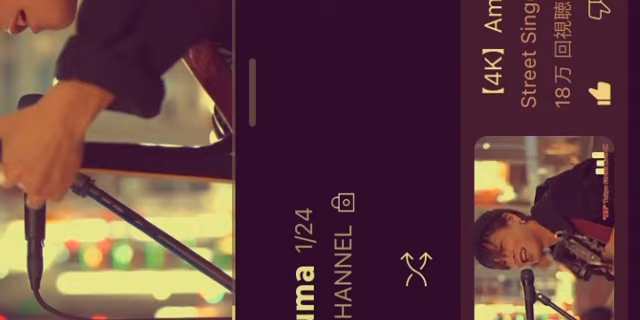 uma 1/24
HANNEL
【4K】 Am
Street Sing
18万 回視聴